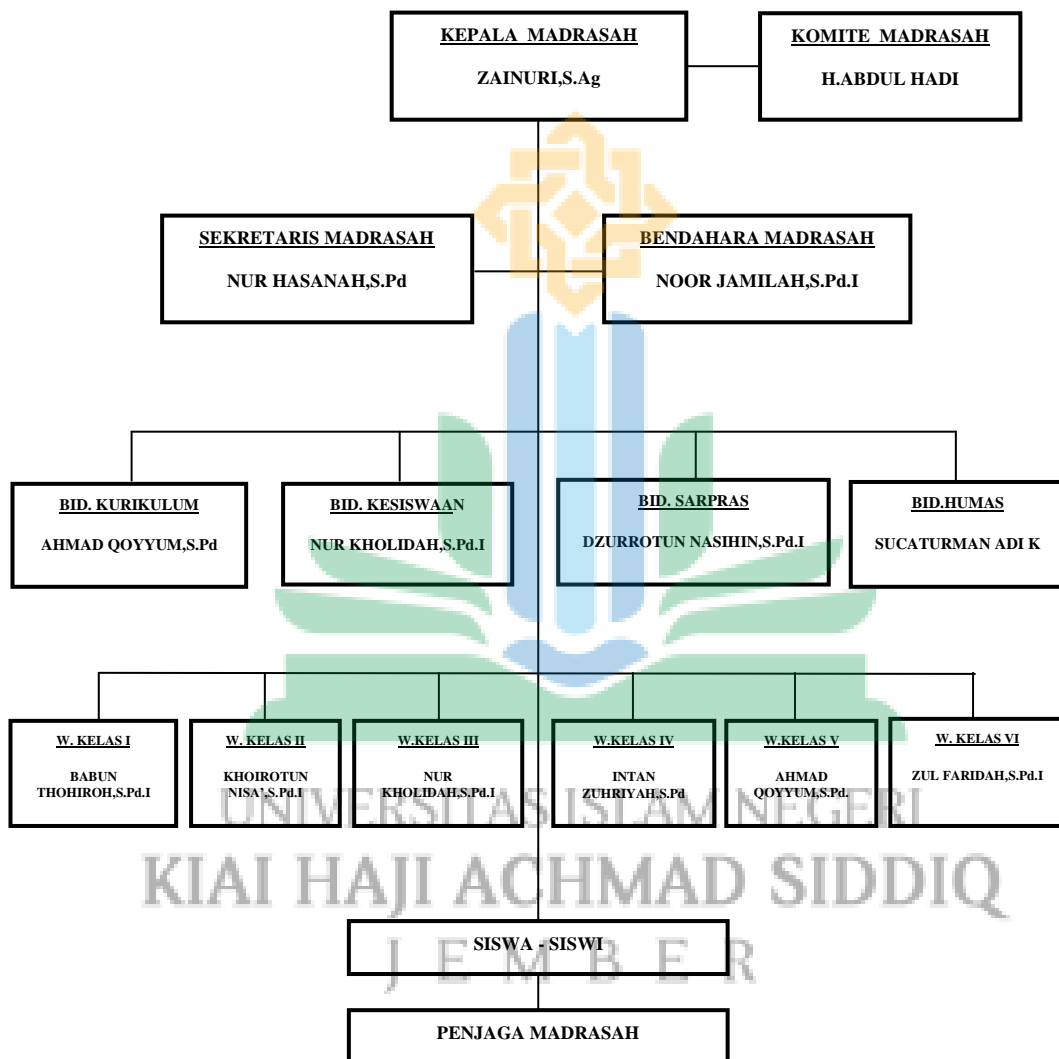 KEPALA MADRASAH
ZAINURI,S.Ag
KOMITE MADRASAH
H.ABDUL HADI
SEKRETARIS MADRASAH
NUR HASANAH,S.Pd
BENDAHARA MADRASAH
NOOR JAMILAH,S.Pd.I
BID. KURIKULUM
AHMAD QOYYUM,S.Pd
BID. KESISWAAN
NUR KHOLIDAH,S.Pd.I
BID. SARPRAS
DZURROTUN NASIHIN,S.Pd.I
BID.HUMAS
SUCATURMAN ADI K
W. KELAS I
BABUN
THOHIROH,S.Pd.I
W. KELAS II
KHOIROTUN
NISA’,S.Pd.I
W.KELAS III
NUR
KHOLIDAH,S.Pd.I
W.KELAS IV
INTAN
ZUHRIYAH,S.Pd
W.KELAS V
AHMAD
QOYYUM,S.Pd.
W. KELAS VI
ZUL FARIDAH,S.Pd.I
UNIVERSITAS ISLAM NEGERI
KIAI HAJI ACHMAD SIDDIQ
SISWA - SISWI
JEMBER
PENJAGA MADRASAH